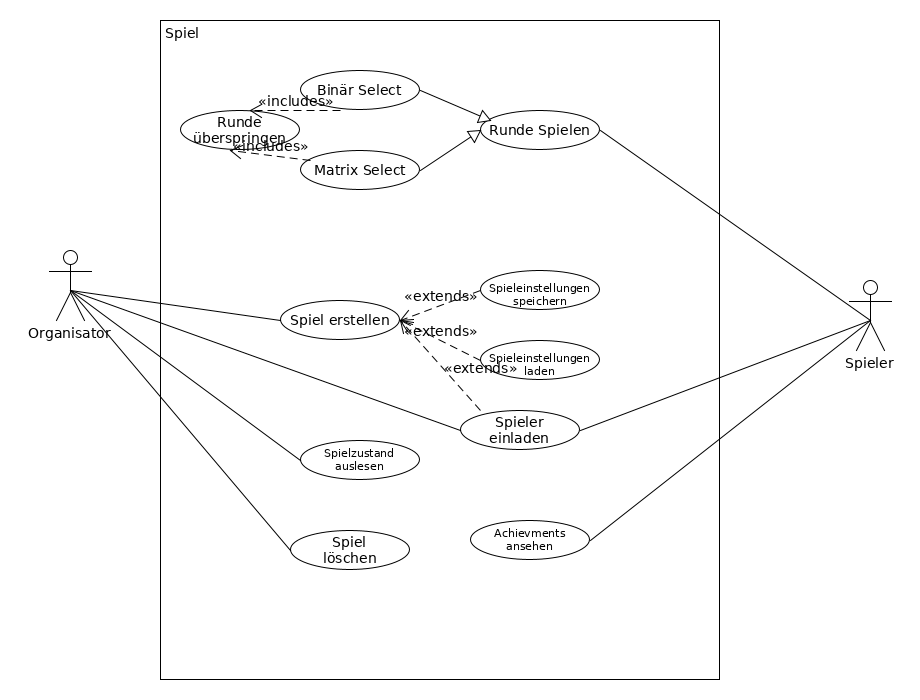 Spiel
Binär Select
«includes»
Runde
überspringen
Runde Spielen
«includes»
Matrix Select
Spieleinstellungen
speichern
«extends»
Spiel erstellen
Organisator
«extends»
Spieleinstellungen
laden
«extends»
Spieler
Spieler
einladen
Spielzustand
auslesen
Achievments
ansehen
Spiel
löschen